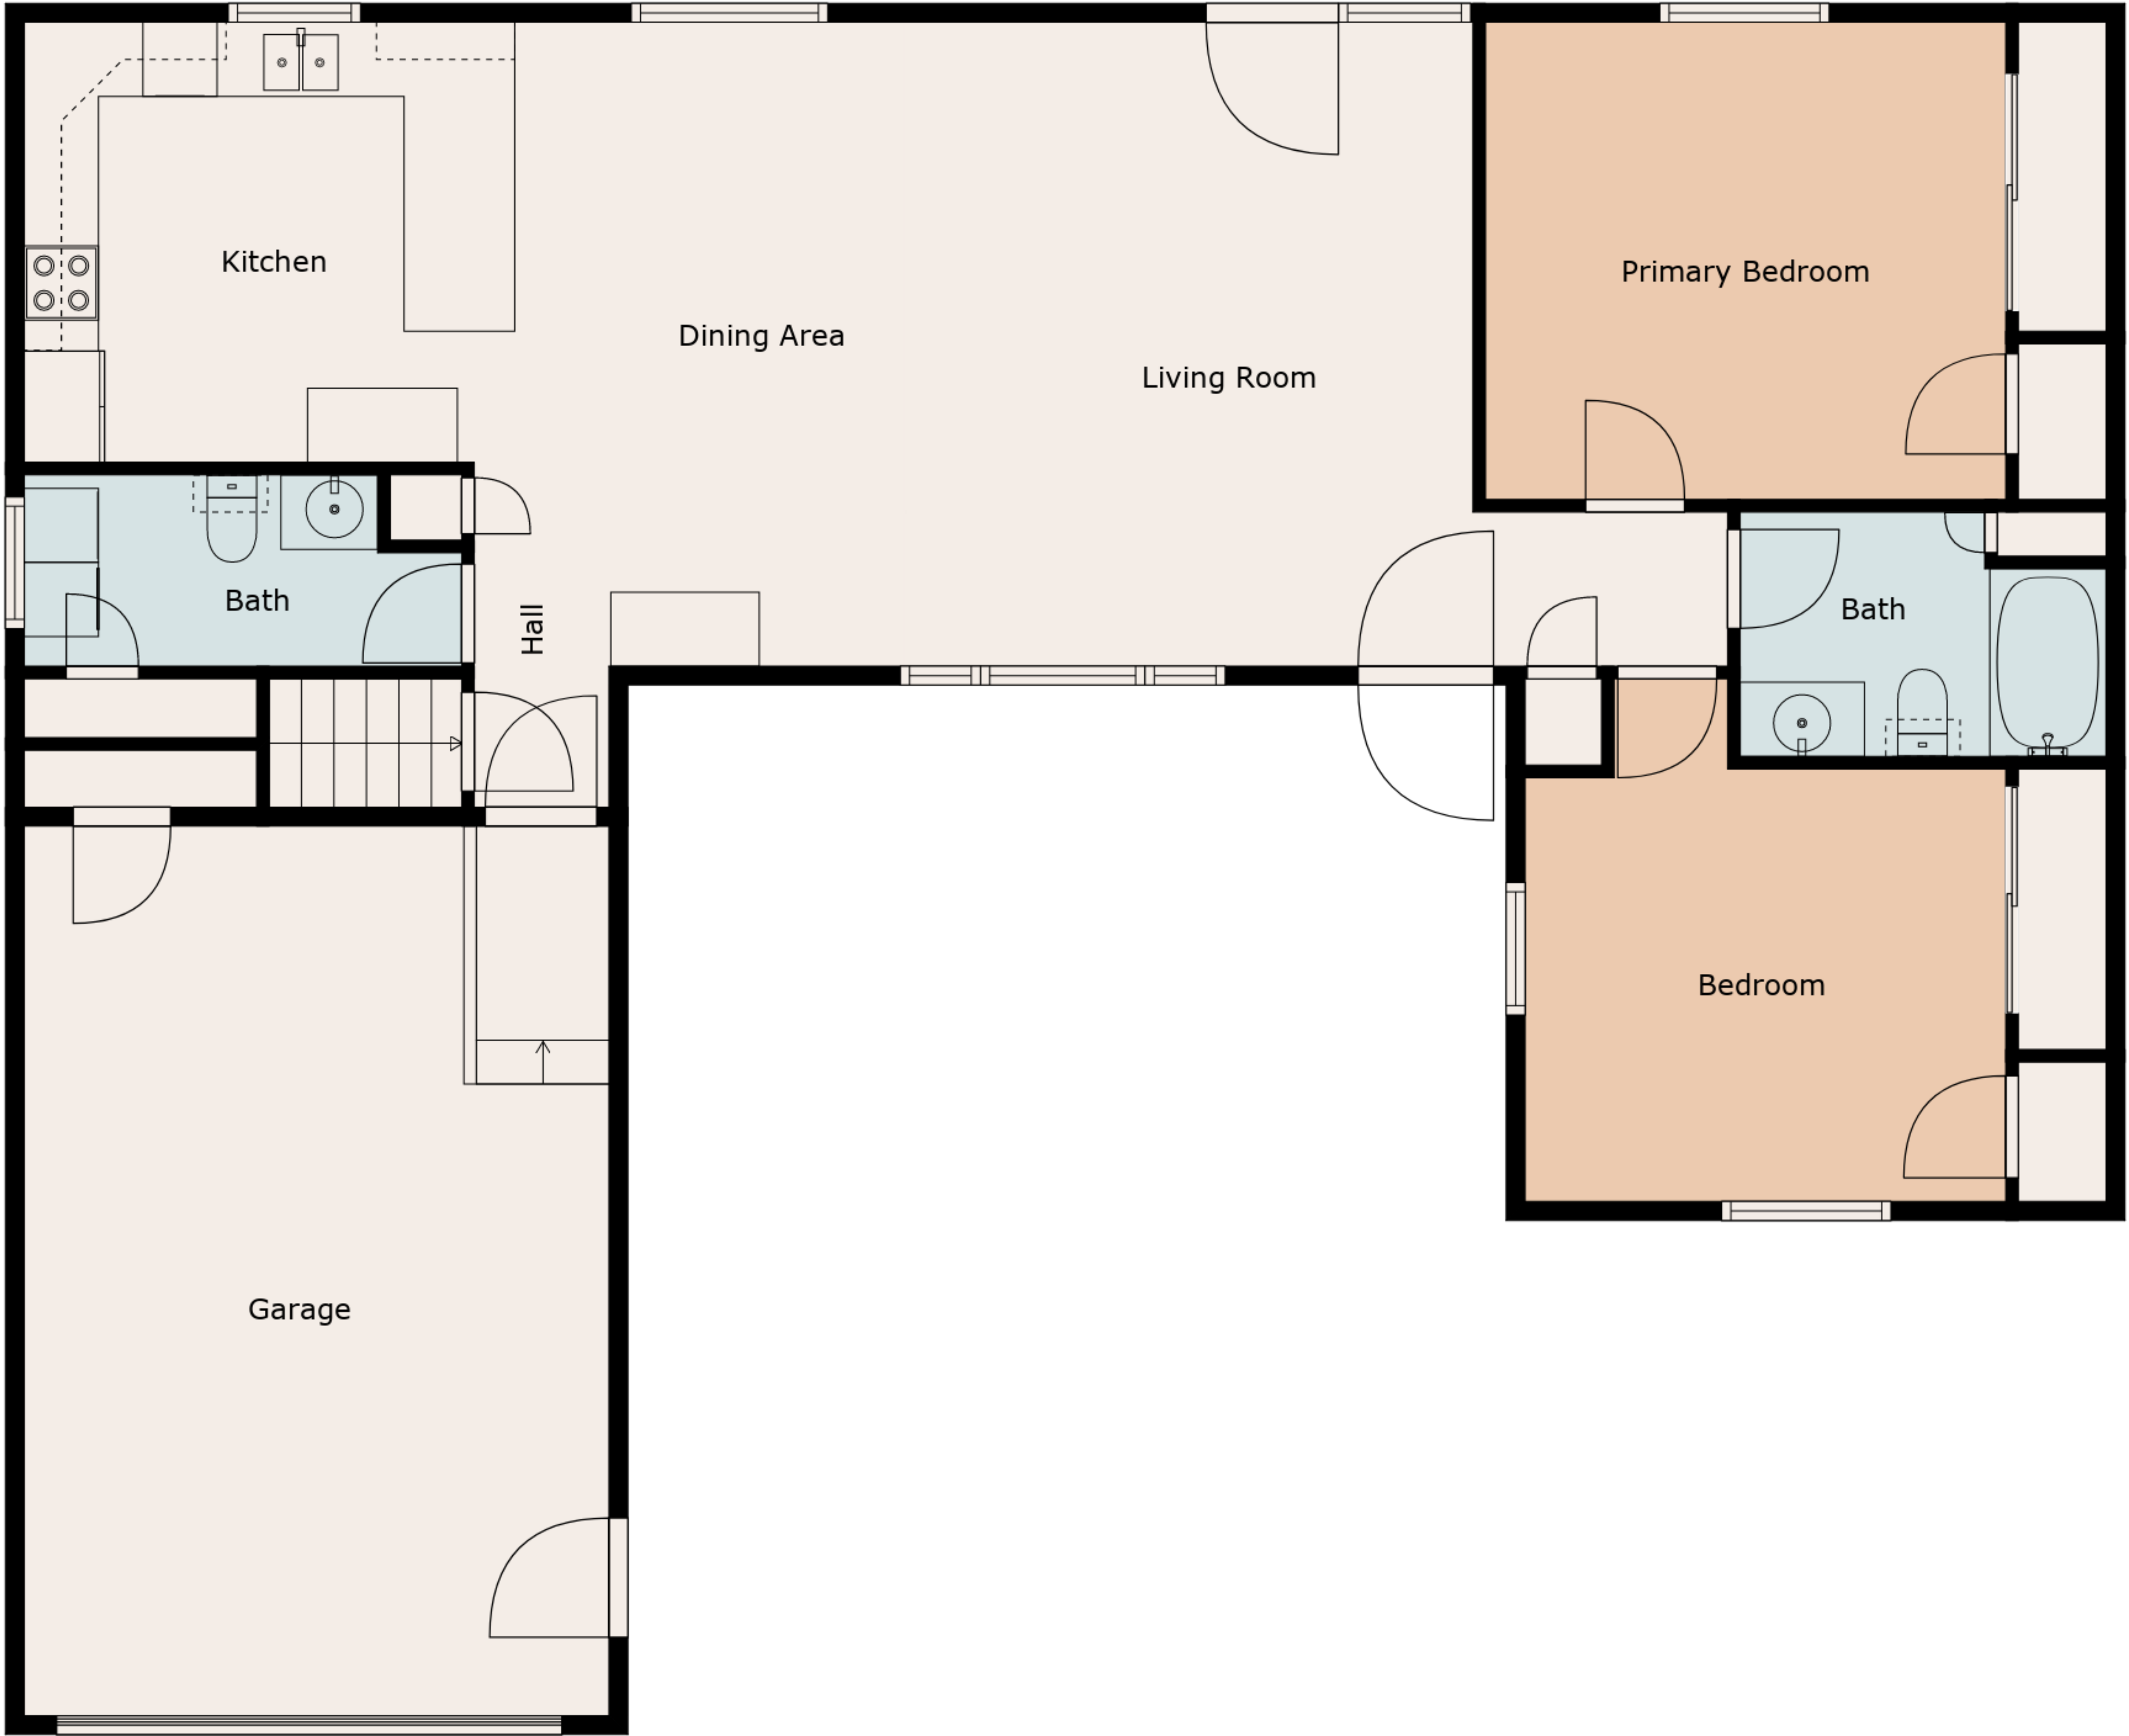 Kitchen
Primary Bedroom
Dining Area
Living Room
Bath
Hall
Bath
Bedroom
Garage